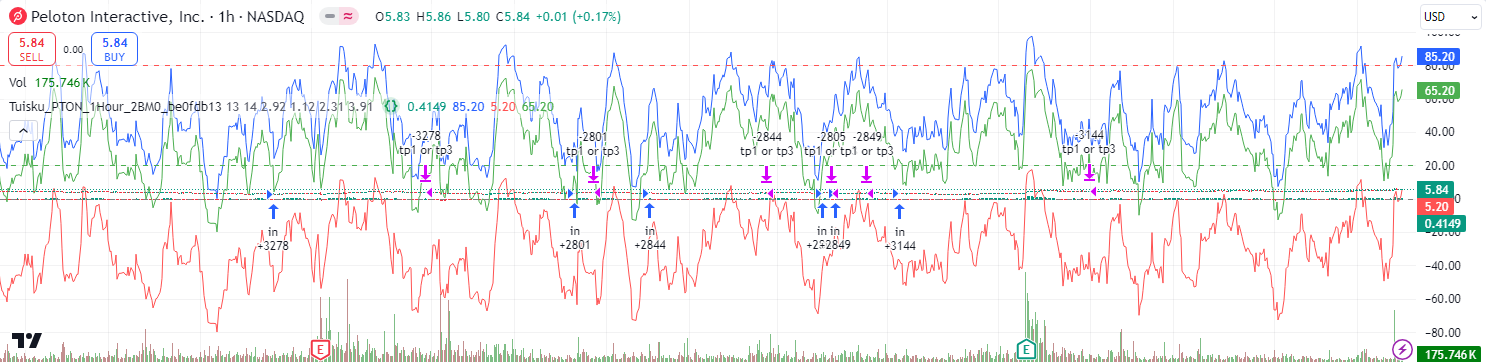 Peloton Interactive, Inc. · 1h · NASDAQ O5.83 H5.86 L5.80 C5.84 +0.01 (+0.17%)
USD
5.84 SELL
0.00
5.84 BUY
Vol 175.746 K
Tuisku_PTON_1Hour_2BM0_be0fdb13 13 14 2.92 1.12 2.31 3.91 {} 0.4149 85.20 5.20 65.20
-3278
tp1 or tp3
-2801
tp1 or tp3
-2844
tp1 or tp3
-2805
tp1 or tp1 or tp3
-2849
-3144
tp1 or tp3
in
+3278
in
+2801
in
+2844
in in
+2849
in
+3144
85.20
80.00
65.20
60.00
40.00
20.00
5.84
5.20
0.4149
−40.00
−60.00
−80.00
175.746 K
E
E